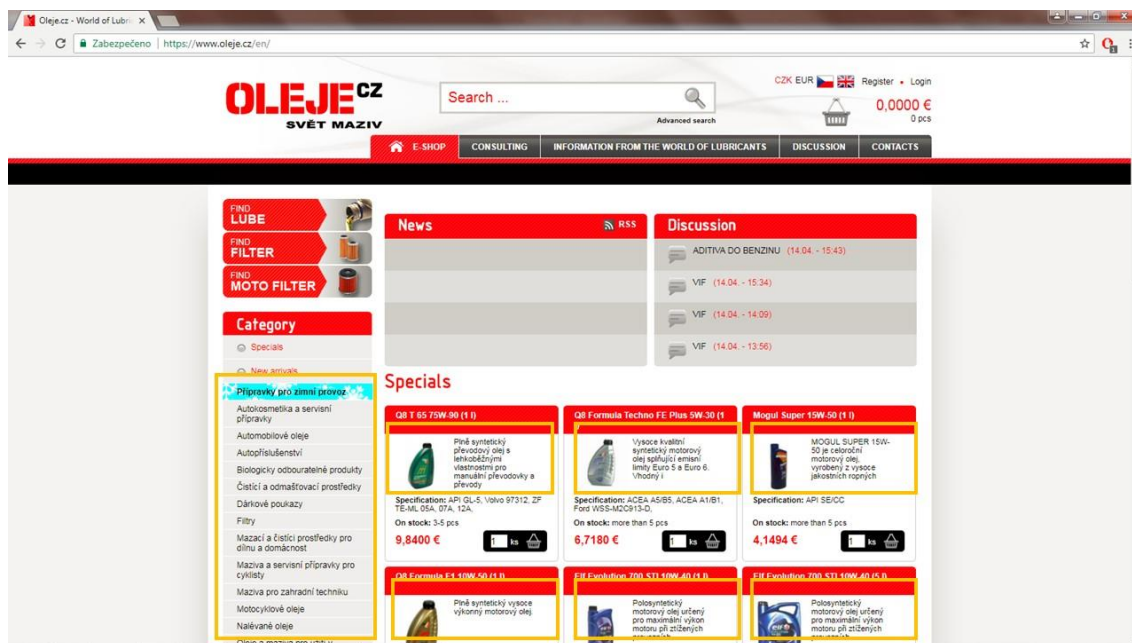 Oleje.cz - World of Lubri
Zabezpečeno | https://www.oleje.cz/en/
OLEJE CZ
SVĚT MAZIV
Search ...
Advanced search
CZK EUR
Register • Login
0,0000 €
0 pcs
E-SHOP
CONSULTING
INFORMATION FROM THE WORLD OF LUBRICANTS
DISCUSSION
CONTACTS
FIND
LUBE
FIND
FILTER
FIND
MOTO FILTER
Category
Specials
New arrivals
Přípravky pro zimní provoz
Autokosmetika a servisní
přípravky
Automobilové oleje
Autopříslušenství
Biologicky odbouratelné produkty
Čistící a odmašťovací prostředky
Dárkové poukazy
Filtry
Mazací a čistící prostředky pro
dílnu a domácnost
Maziva a servisní přípravky pro
cyklisty
Maziva pro zahradní techniku
Motocyklové oleje
Nalévané oleje
News
RSS
Discussion
ADITIVA DO BENZINU (14.04. - 15:43)
VIF (14.04. - 15:34)
VIF (14.04. - 14:09)
VIF (14.04. - 13:56)
Specials
Q8 T 65 75W-90 (1 l)
Plně syntetický
převodový olej s
lehkoběžnými
vlastnostmi pro
manuální převodovky a
převody
Specification: API GL-5, Volvo 97312, ZF
TE-ML 05A, 07A, 12A,
On stock: 3-5 pcs
9,8400 €
1 ks
Q8 Formula Techno FE Plus 5W-30 (1
Vysoce kvalitní
syntetický motorový
olej splňující emisní
limity Euro 5 a Euro 6.
Vhodný i
Specification: ACEA A5/B5, ACEA A1/B1,
Ford WSS-M2C913-D,
On stock: more than 5 pcs
6,7180 €
1 ks
Mogul Super 15W-50 (1 l)
MOGUL SUPER 15W-
50 je celoroční
motorový olej,
vyrobený z vysoce
jakostních ropných
Specification: API SE/CC
On stock: more than 5 pcs
4,1494 €
1 ks
Q8 Formula F1 10W-50 (1 l)
Plně syntetický vysoce
výkonný motorový olej
Elf Evolution 700 STI 10W-40 (1 l)
Polosyntetický
motorový olej určený
pro maximální výkon
motoru při ztížených
Elf Evolution 700 STI 10W-40 (5 l)
Polosyntetický
motorový olej určený
pro maximální výkon
motoru při ztížených